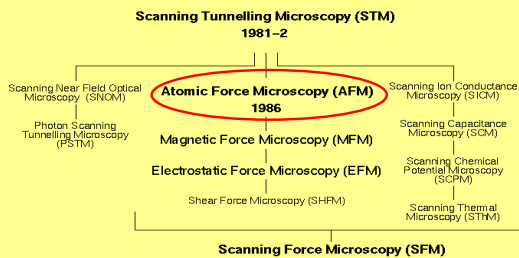 Scanning Tunnelling Microscopy (STM)
1981–2
Scanning Near Field Optical
Microscopy (SNOM)
Photon Scanning
Tunnelling Microscopy
(PSTM)
Atomic Force Microscopy (AFM)
1986
Magnetic Force Microscopy (MFM)
Electrostatic Force Microscopy (EFM)
Shear Force Microscopy (SHFM)
Scanning Ion Conductance
Microscopy (SICM)
Scanning Capacitance
Microscopy (SCM)
Scanning Chemical
Potential Microscopy
(SCPM)
Scanning Thermal
Microscopy (SThM)
Scanning Force Microscopy (SFM)